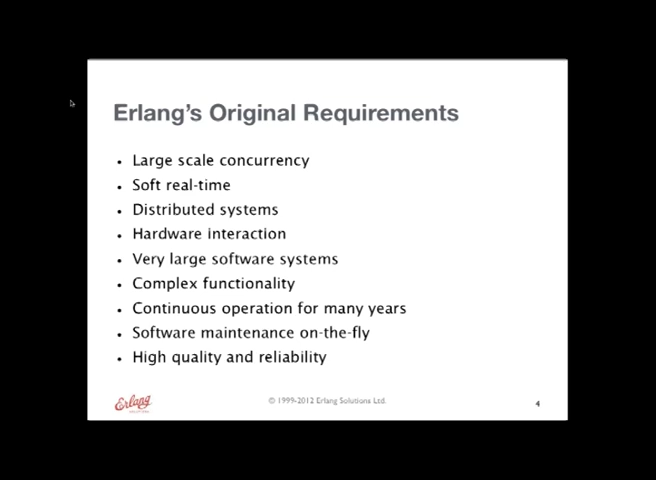 Erlang's Original Requirements
• Large scale concurrency
• Soft real-time
• Distributed systems
• Hardware interaction
• Very large software systems
• Complex functionality
• Continuous operation for many years
• Software maintenance on-the-fly
• High quality and reliability
Erlang
SOLUTIONS
© 1999-2012 Erlang Solutions Ltd.
4